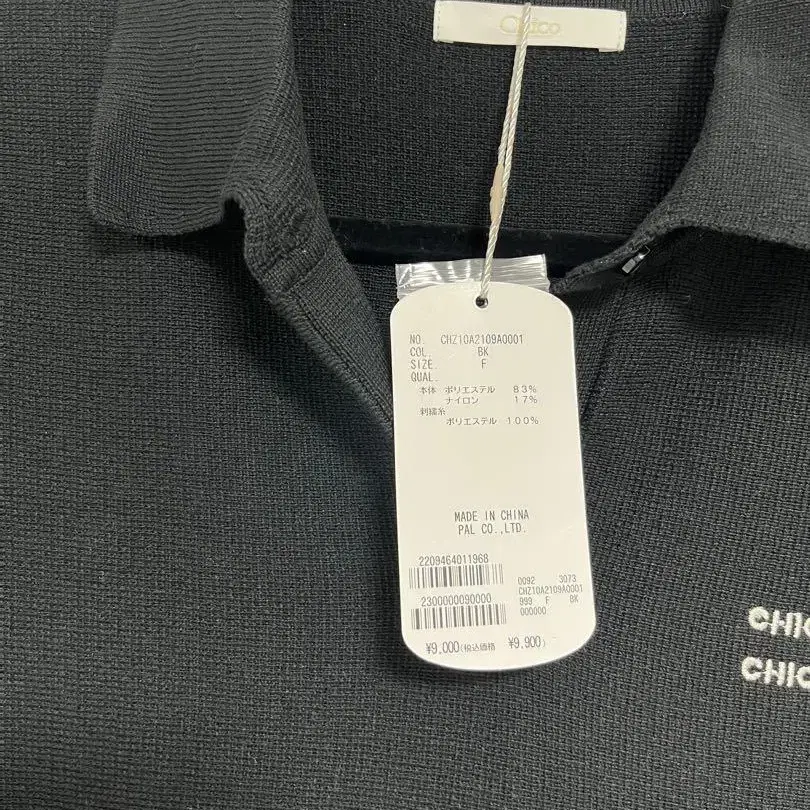 Chico
NO. CHZ10A2109A0001
COL. BK
SIZE. F
QUAL.
本体 ポリエステル 83%
ナイロン 17%
刺繍糸
ポリエステル 100%
MADE IN CHINA
PAL CO.,LTD.
2209464011968
0092 3073
CHZ10A2109A0001
2300000090000
999 F BK
000000
¥9,000(税込価格 ¥9,900)
CHIC
CHIC